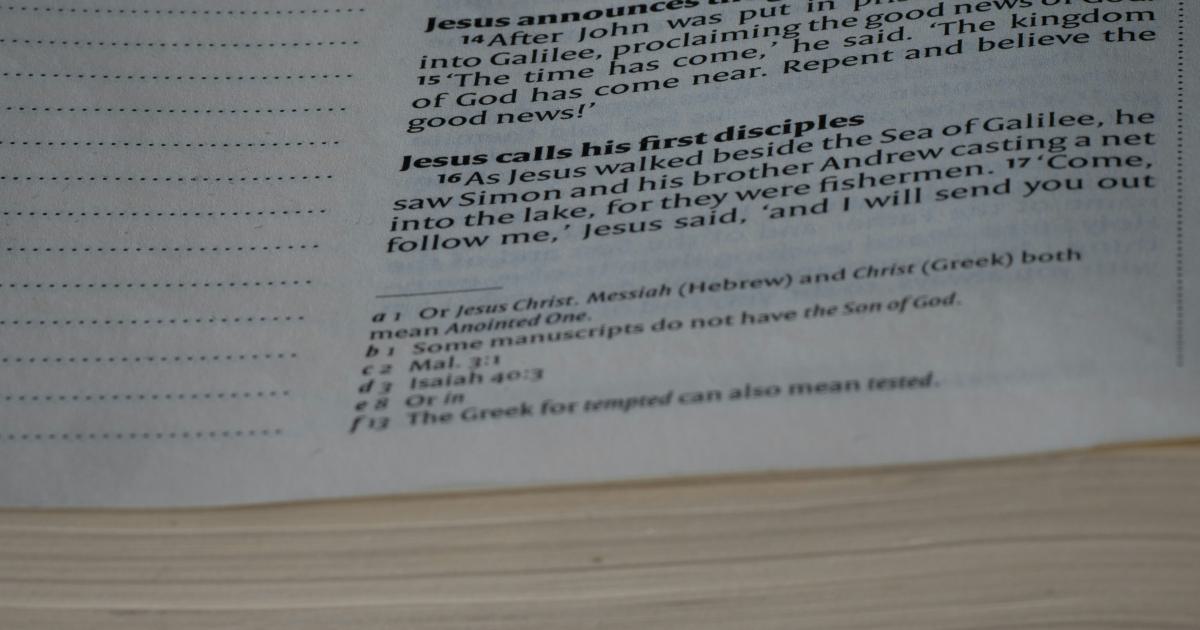 Jesus announces
14 After John was put in
into Galilee, proclaiming the good news of God.
15 ‘The time has come,’ he said. ‘The kingdom
of God has come near. Repent and believe the
good news!’
Jesus calls his first disciples
16 As Jesus walked beside the Sea of Galilee, he
saw Simon and his brother Andrew casting a net
into the lake, for they were fishermen. 17 ‘Come,
follow me,’ Jesus said, ‘and I will send you out
a 1 Or Jesus Christ. Messiah (Hebrew) and Christ (Greek) both
mean Anointed One.
b 1 Some manuscripts do not have the Son of God.
c 2 Mal. 3:1
d 3 Isaiah 40:3
e 8 Or in
f 13 The Greek for tempted can also mean tested.